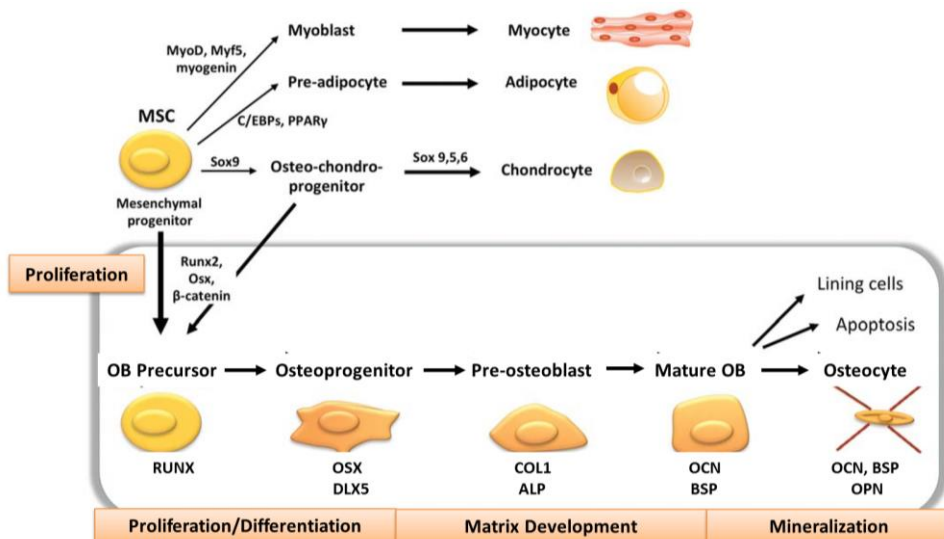 Myoblast
Myocyte
MyoD, Myf5,
myogenin
Pre-adipocyte
Adipocyte
MSC
C/EBPs, PPARγ
Sox9
Osteo-chondro-
progenitor
Sox 9,5,6
Chondrocyte
Mesenchymal
progenitor
Proliferation
Runx2,
Osx,
β-catenin
Lining cells
Apoptosis
OB Precursor
Osteoprogenitor
Pre-osteoblast
Mature OB
Osteocyte
RUNX
OSX
DLX5
COL1
ALP
OCN
BSP
OCN, BSP
OPN
Proliferation/Differentiation
Matrix Development
Mineralization